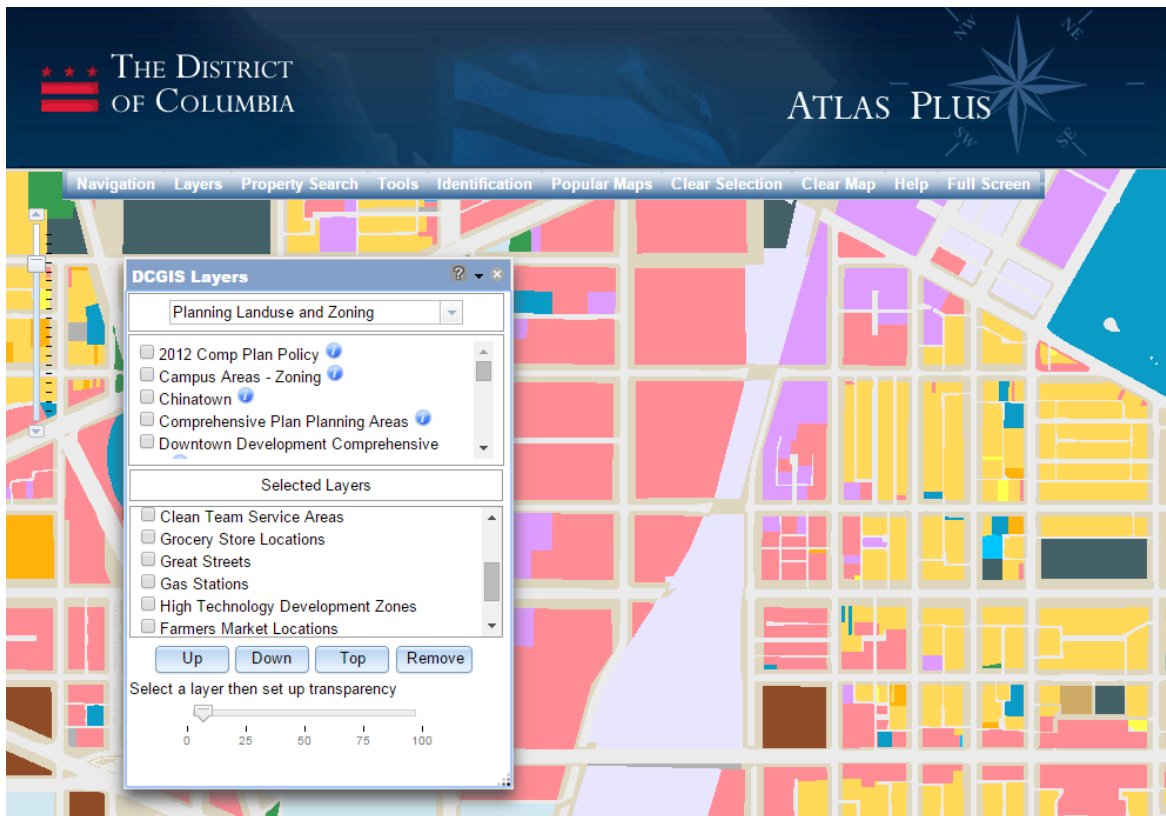 THE DISTRICT
OF COLUMBIA
ATLAS PLUS
NW
NE
SW
SE
Navigation Layers Property Search Tools Identification Popular Maps Clear Selection Clear Map Help Full Screen
DCGIS Layers ?
Planning Landuse and Zoning
2012 Comp Plan Policy i
Campus Areas - Zoning i
Chinatown i
Comprehensive Plan Planning Areas i
Downtown Development Comprehensive
Selected Layers
Clean Team Service Areas
Grocery Store Locations
Great Streets
Gas Stations
High Technology Development Zones
Farmers Market Locations
Up Down Top Remove
Select a layer then set up transparency
0 25 50 75 100